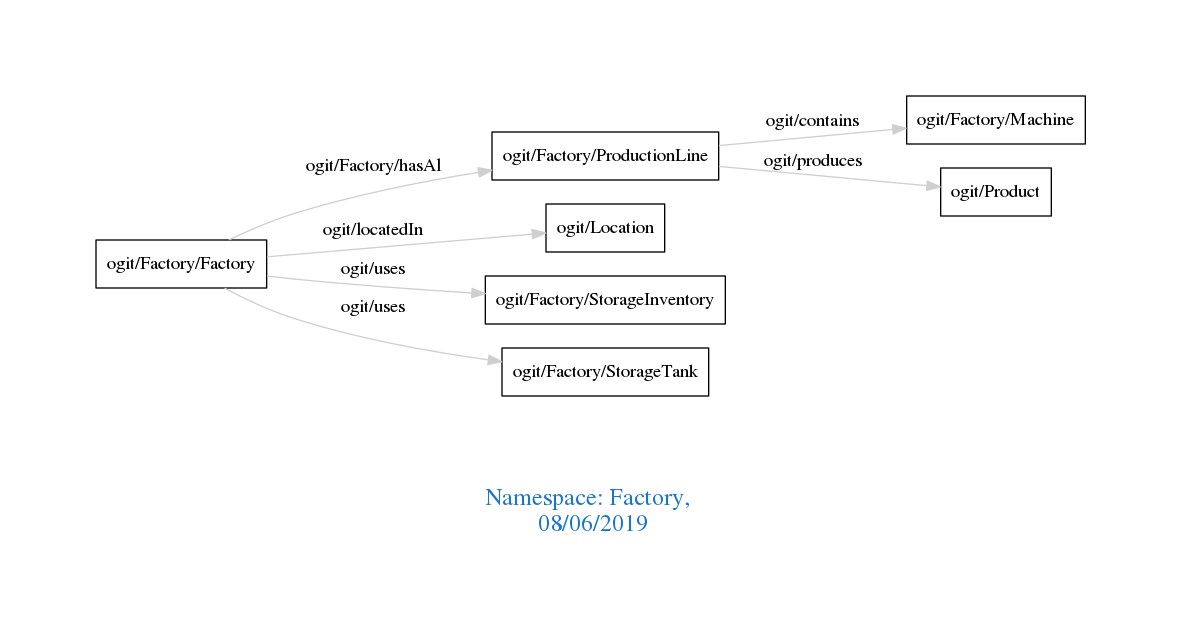 ogit/Factory/Machine
ogit/contains
ogit/Factory/ProductionLine
ogit/produces
ogit/Factory/hasAl
ogit/Product
ogit/locatedIn
ogit/Location
ogit/Factory/Factory
ogit/uses
ogit/Factory/StorageInventory
ogit/uses
ogit/Factory/StorageTank
Namespace: Factory,
08/06/2019